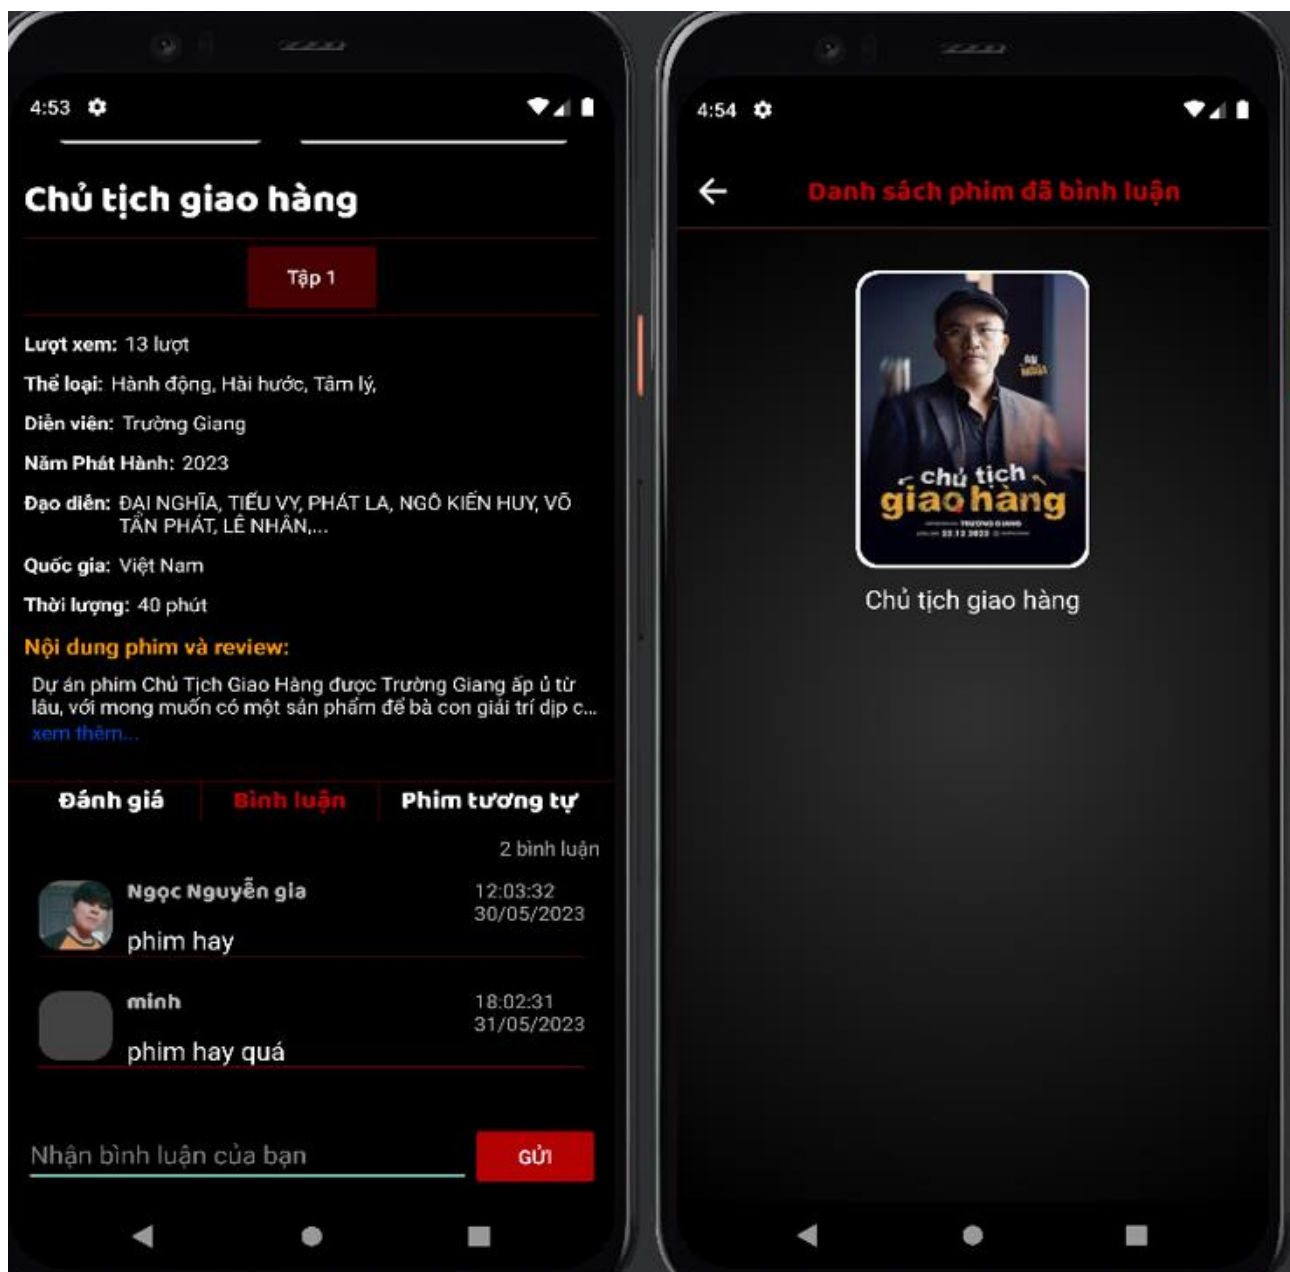 4:53
Chủ tịch giao hàng
Tập 1
Lượt xem: 13 lượt
Thể loại: Hành động, Hài hước, Tâm lý,
Diễn viên: Trường Giang
Năm Phát Hành: 2023
Đạo diễn: ĐẠI NGHĨA, TIỂU VY, PHÁT LA, NGÔ KIẾN HUY, VÕ
TẤN PHÁT, LÊ NHÂN,...
Quốc gia: Việt Nam
Thời lượng: 40 phút
Nội dung phim và review:
Dự án phim Chủ Tịch Giao Hàng được Trường Giang ấp ủ từ
lâu, với mong muốn có một sản phẩm để bà con giải trí dịp c...
xem thêm...
Đánh giá Bình luận Phim tương tự
2 bình luận
Ngọc Nguyễn gia 12:03:32
30/05/2023
phim hay
minh 18:02:31
31/05/2023
phim hay quá
Nhận bình luận của bạn GỬI
4:54
Danh sách phim đã bình luận
chủ tịch
giao hàng
TRƯỜNG GIANG
22.12.2022
Chủ tịch giao hàng